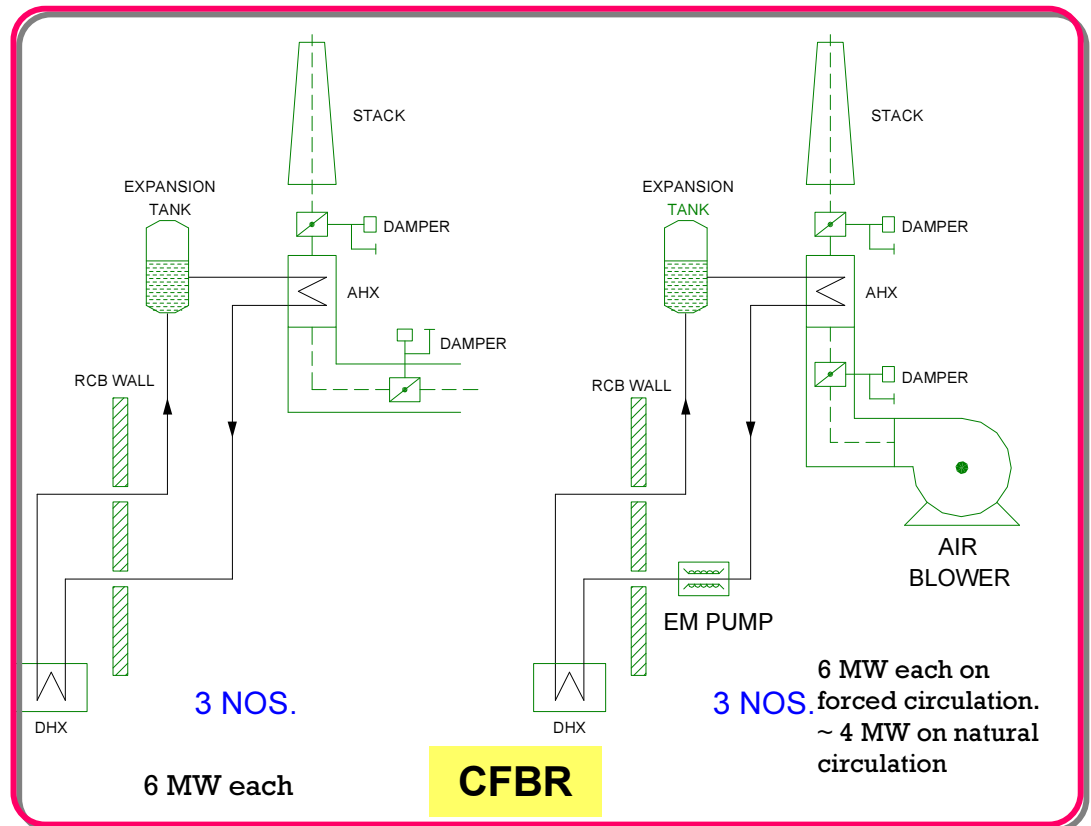 STACK
EXPANSION
TANK
DAMPER
AHX
DAMPER
RCB WALL
DHX
3 NOS.
6 MW each
STACK
EXPANSION
TANK
DAMPER
AHX
RCB WALL
DAMPER
AIR
BLOWER
EM PUMP
DHX
3 NOS.
6 MW each on
forced circulation.
~ 4 MW on natural
circulation
CFBR